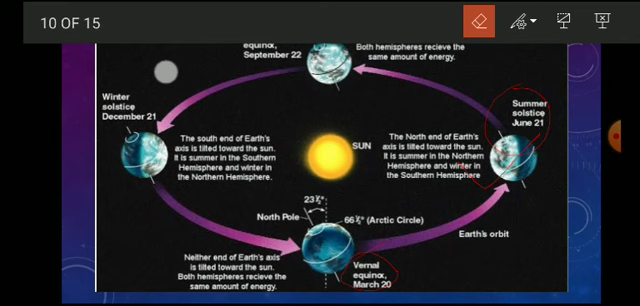 10 OF 15
equinox,
September 22
Both hemispheres recieve the
same amount of energy.
Winter
solstice
December 21
The south end of Earth's
axis is tilted toward the sun.
It is summer in the Southern
Hemisphere and winter in
the Northern Hemisphere.
SUN
The North end of Earth's
axis is tilted toward the sun.
It is summer in the Northern
Hemisphere and winter in
the Southern Hemisphere
Summer
solstice
June 21
23½°
North Pole
66½° (Arctic Circle)
Earth's orbit
Neither end of Earth's axis
is tilted toward the sun.
Both hemispheres recieve the
same amount of energy.
Vernal
equinox,
March 20